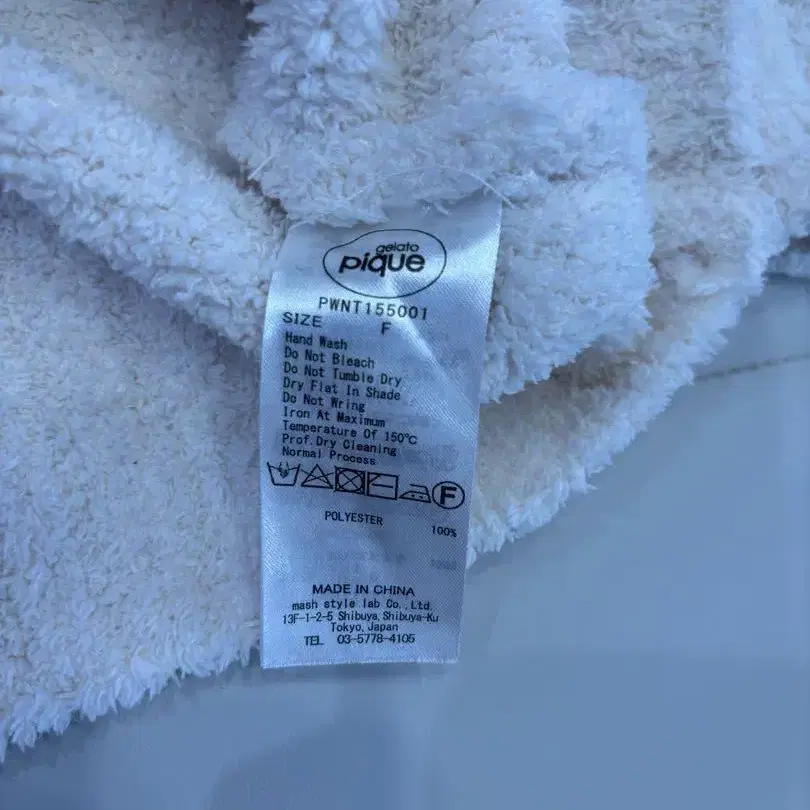 gelato
pique
PWNT155001
SIZE F
Hand Wash
Do Not Bleach
Do Not Tumble Dry
Dry Flat In Shade
Do Not Wring
Iron At Maximum
Temperature Of 150℃
Prof.Dry Cleaning
Normal Process
F
POLYESTER 100%
MADE IN CHINA
mash style lab Co.,Ltd.
13F-1-2-5 Shibuya,Shibuya-Ku
Tokyo,Japan
TEL 03-5778-4105